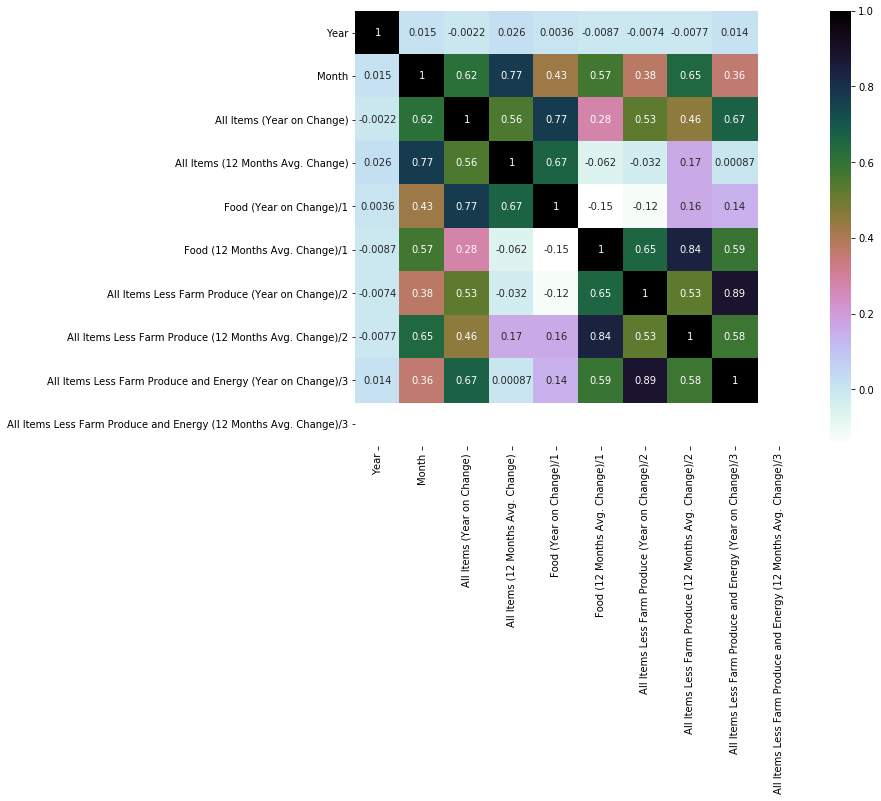 1.0
Year 1 0.015 -0.0022 0.026 0.0036 -0.0087 -0.0074 -0.0077 0.014
Month 0.015 1 0.62 0.77 0.43 0.57 0.38 0.65 0.36
0.8
All Items (Year on Change) -0.0022 0.62 1 0.56 0.77 0.28 0.53 0.46 0.67
All Items (12 Months Avg. Change) 0.026 0.77 0.56 1 0.67 -0.062 -0.032 0.17 0.00087
0.6
Food (Year on Change)/1 0.0036 0.43 0.77 0.67 1 -0.15 -0.12 0.16 0.14
Food (12 Months Avg. Change)/1 -0.0087 0.57 0.28 -0.062 -0.15 1 0.65 0.84 0.59
0.4
All Items Less Farm Produce (Year on Change)/2 -0.0074 0.38 0.53 -0.032 -0.12 0.65 1 0.53 0.89
0.2
All Items Less Farm Produce (12 Months Avg. Change)/2 -0.0077 0.65 0.46 0.17 0.16 0.84 0.53 1 0.58
All Items Less Farm Produce and Energy (Year on Change)/3 0.014 0.36 0.67 0.00087 0.14 0.59 0.89 0.58 1
0.0
All Items Less Farm Produce and Energy (12 Months Avg. Change)/3
Year
Month
All Items (Year on Change)
All Items (12 Months Avg. Change)
Food (Year on Change)/1
Food (12 Months Avg. Change)/1
All Items Less Farm Produce (Year on Change)/2
All Items Less Farm Produce (12 Months Avg. Change)/2
All Items Less Farm Produce and Energy (Year on Change)/3
All Items Less Farm Produce and Energy (12 Months Avg. Change)/3